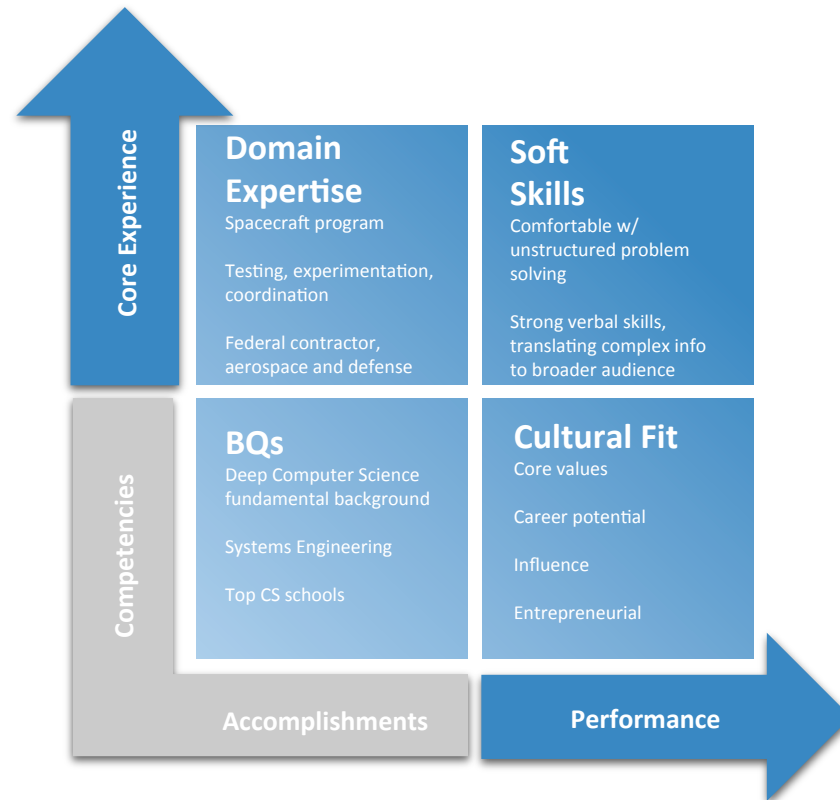 Core Experience
Domain
Expertise
Spacecraft program
Testing, experimentation,
coordination
Federal contractor,
aerospace and defense
Soft
Skills
Comfortable w/
unstructured problem
solving
Strong verbal skills,
translating complex info
to broader audience
Competencies
BQs
Deep Computer Science
fundamental background
Systems Engineering
Top CS schools
Cultural Fit
Core values
Career potential
Influence
Entrepreneurial
Accomplishments
Performance